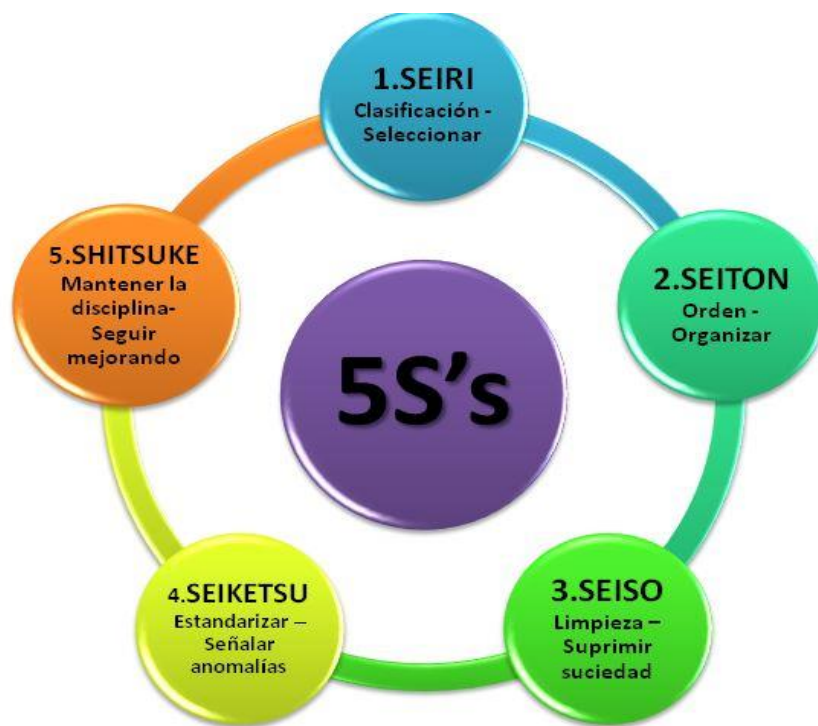 1.SEIRI
Clasificación -
Seleccionar
2.SEITON
Orden -
Organizar
3.SEISO
Limpieza –
Suprimir
suciedad
4.SEIKETSU
Estandarizar –
Señalar
anomalías
5.SHITSUKE
Mantener la
disciplina-
Seguir
mejorando
5S’s